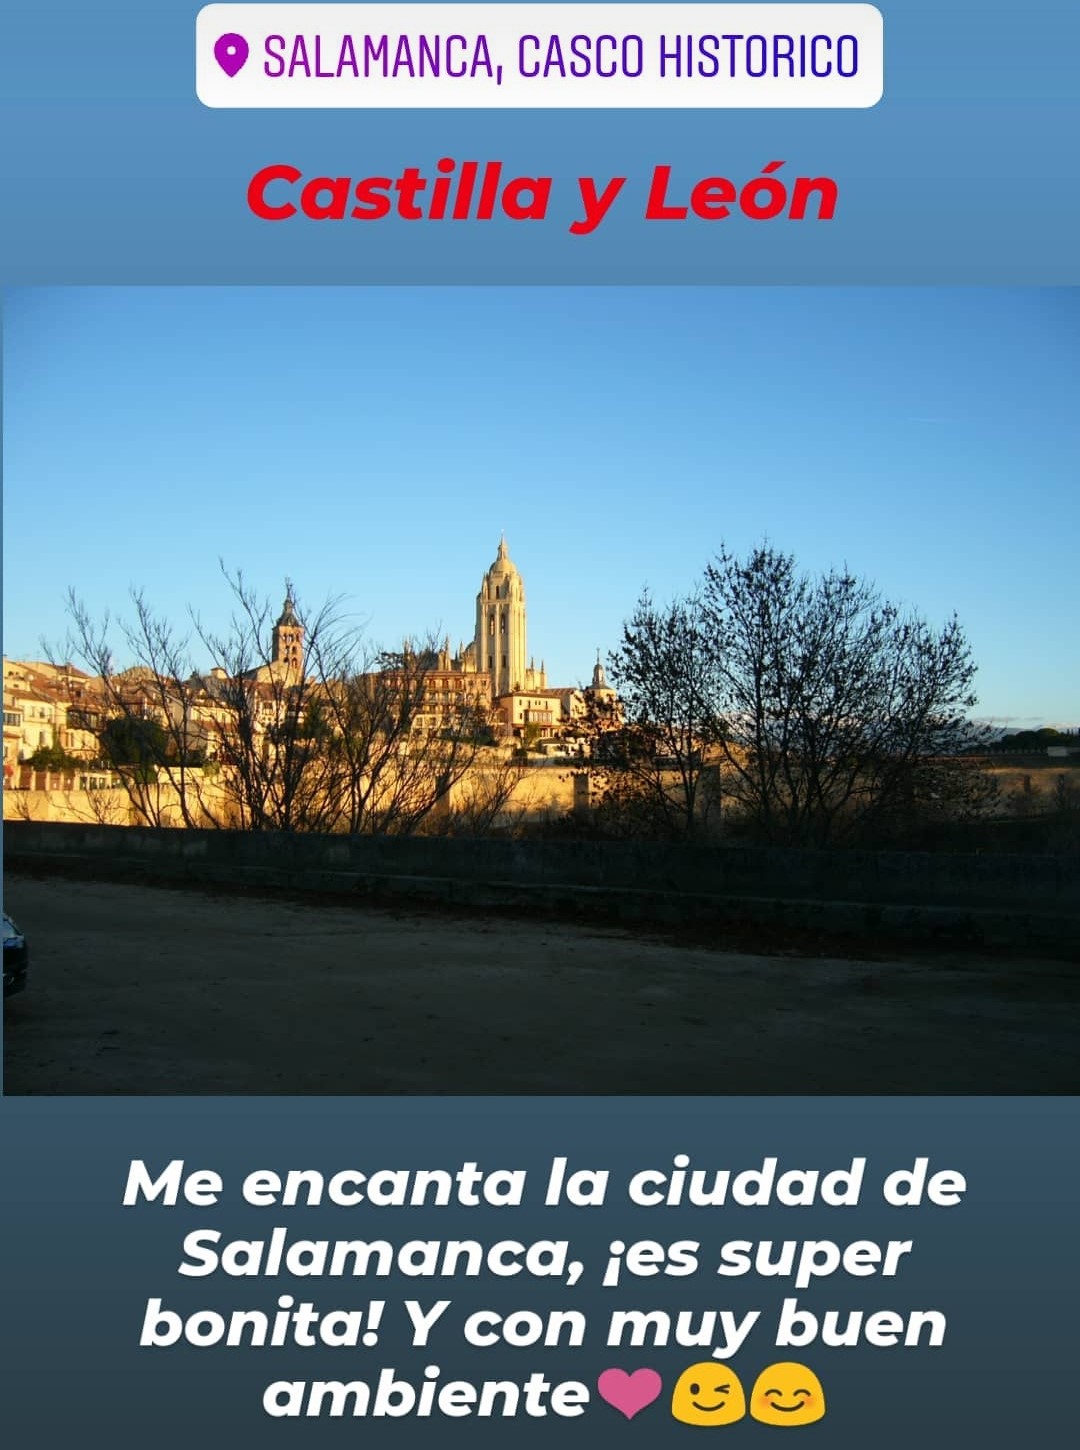 SALAMANCA, CASCO HISTORICO
Castilla y León
Me encanta la ciudad de
Salamanca, ¡es super
bonita! Y con muy buen
ambiente